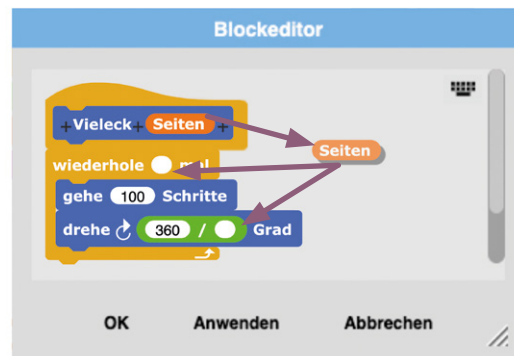 Blockeditor
+Vieleck+ Seiten +
Seiten
wiederhole mal
gehe 100 Schritte
drehe 360 / Grad
OK Anwenden Abbrechen